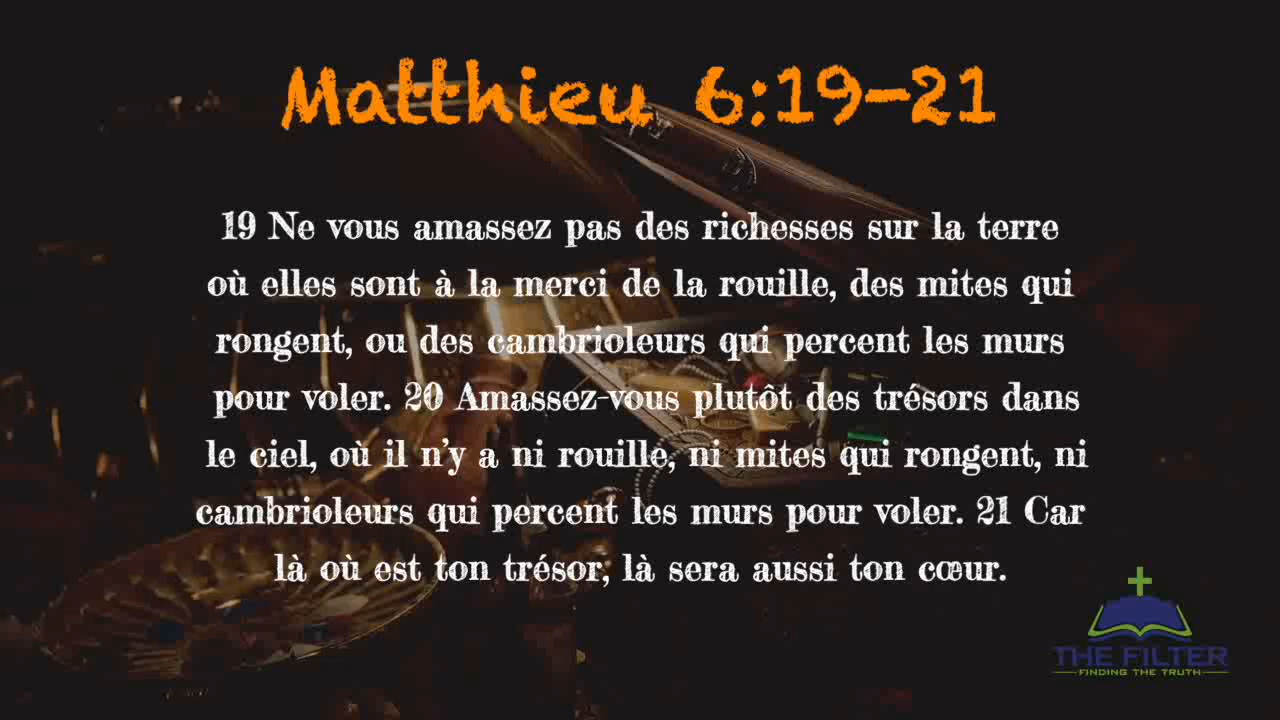 Matthieu 6:19-21
19 Ne vous amassez pas des richesses sur la terre
où elles sont à la merci de la rouille, des mites qui
rongent, ou des cambrioleurs qui percent les murs
pour voler. 20 Amassez-vous plutôt des trésors dans
le ciel, où il n'y a ni rouille, ni mites qui rongent, ni
cambrioleurs qui percent les murs pour voler. 21 Car
là où est ton trésor, là sera aussi ton cœur.
THE FILTER
FINDING THE TRUTH